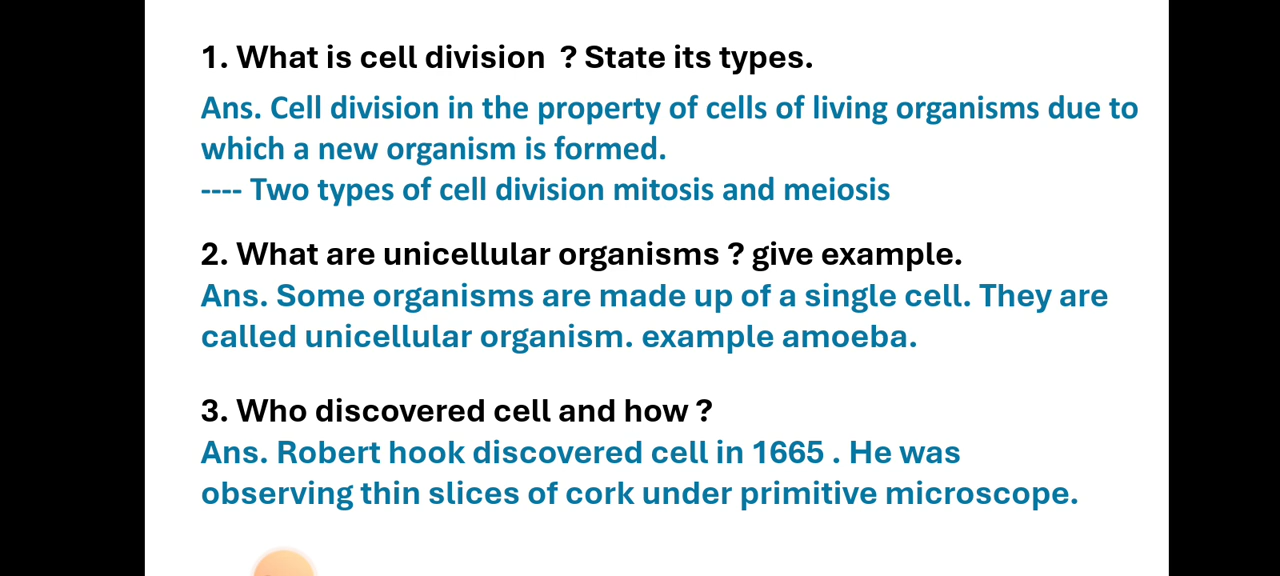 1. What is cell division ? State its types.
Ans. Cell division in the property of cells of living organisms due to
which a new organism is formed.
---- Two types of cell division mitosis and meiosis
2. What are unicellular organisms ? give example.
Ans. Some organisms are made up of a single cell. They are
called unicellular organism. example amoeba.
3. Who discovered cell and how ?
Ans. Robert hook discovered cell in 1665 . He was
observing thin slices of cork under primitive microscope.